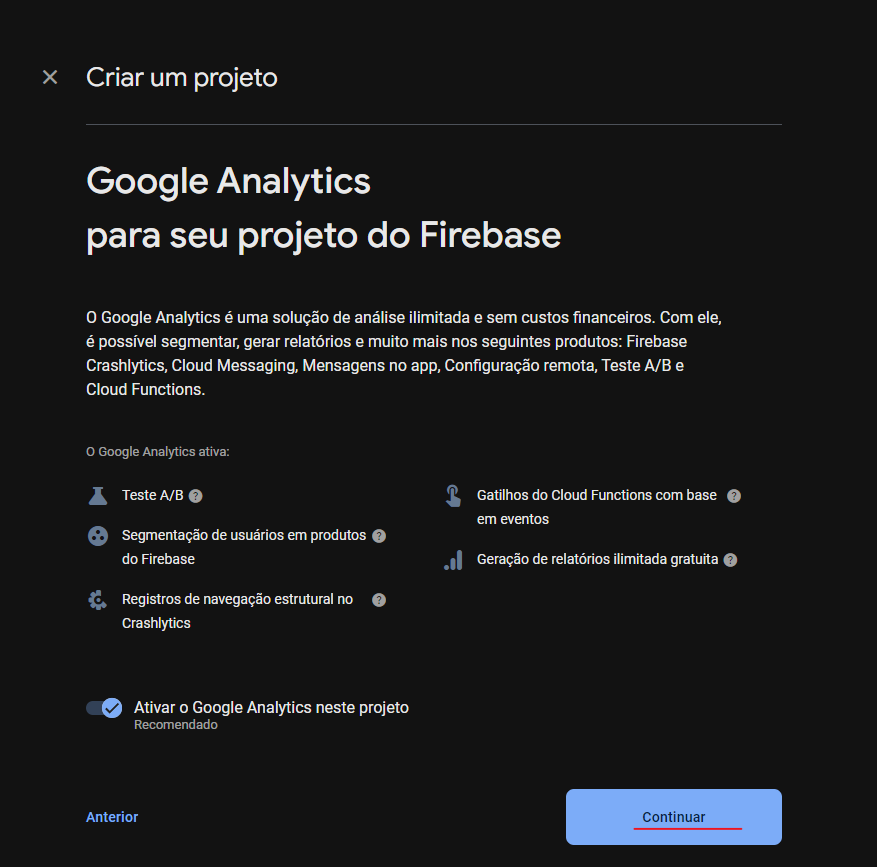 Criar um projeto
Google Analytics
para seu projeto do Firebase
O Google Analytics é uma solução de análise ilimitada e sem custos financeiros. Com ele,
é possível segmentar, gerar relatórios e muito mais nos seguintes produtos: Firebase
Crashlytics, Cloud Messaging, Mensagens no app, Configuração remota, Teste A/B e
Cloud Functions.
O Google Analytics ativa:
Teste A/B ?
Segmentação de usuários em produtos ?
do Firebase
Registros de navegação estrutural no ?
Crashlytics
Gatilhos do Cloud Functions com base ?
em eventos
Geração de relatórios ilimitada gratuita ?
Ativar o Google Analytics neste projeto
Recomendado
Anterior
Continuar